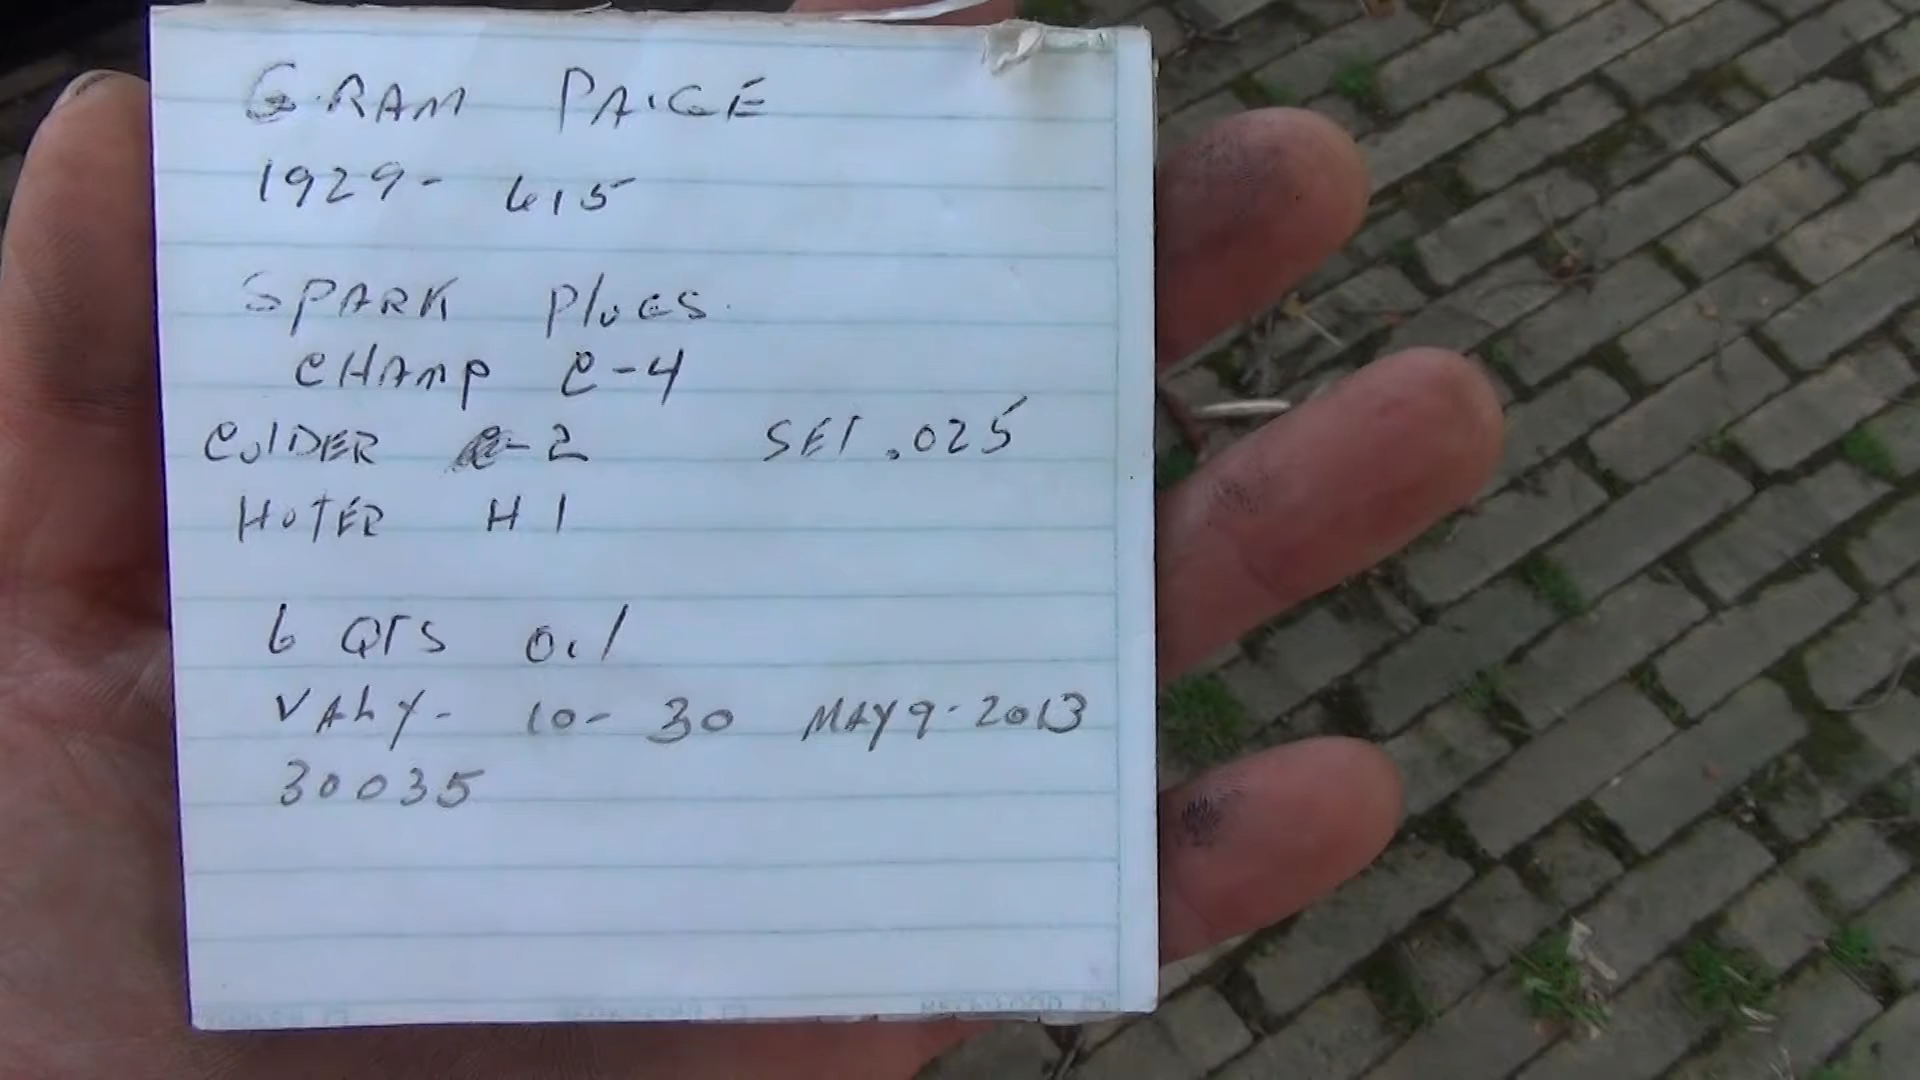 GRAM PAIGE
1929- 615
SPARK PlUGS.
CHAMP C-4
COlDER C-2 SET .025
HOTER H 1
6 QTS Oil
VALY- 10-30 MAY 9-2013
30035